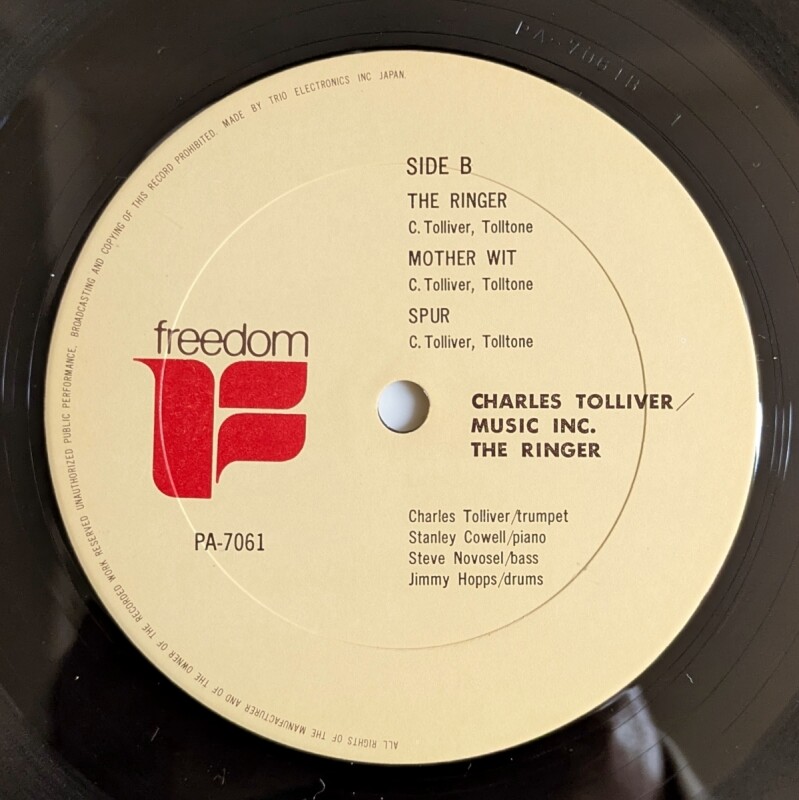 PA-7061B 1
MADE BY TRIO ELECTRONICS INC JAPAN.
ALL RIGHTS OF THE MANUFACTURER AND OF THE OWNER OF THE RECORDED WORK RESERVED UNAUTHORIZED PUBLIC PERFORMANCE, BROADCASTING AND COPYING OF THIS RECORD PROHIBITED.
SIDE B
THE RINGER
C. Tolliver, Tolltone
MOTHER WIT
C. Tolliver, Tolltone
SPUR
C. Tolliver, Tolltone
freedom
CHARLES TOLLIVER/
MUSIC INC.
THE RINGER
PA-7061
Charles Tolliver/trumpet
Stanley Cowell/piano
Steve Novosel/bass
Jimmy Hopps/drums